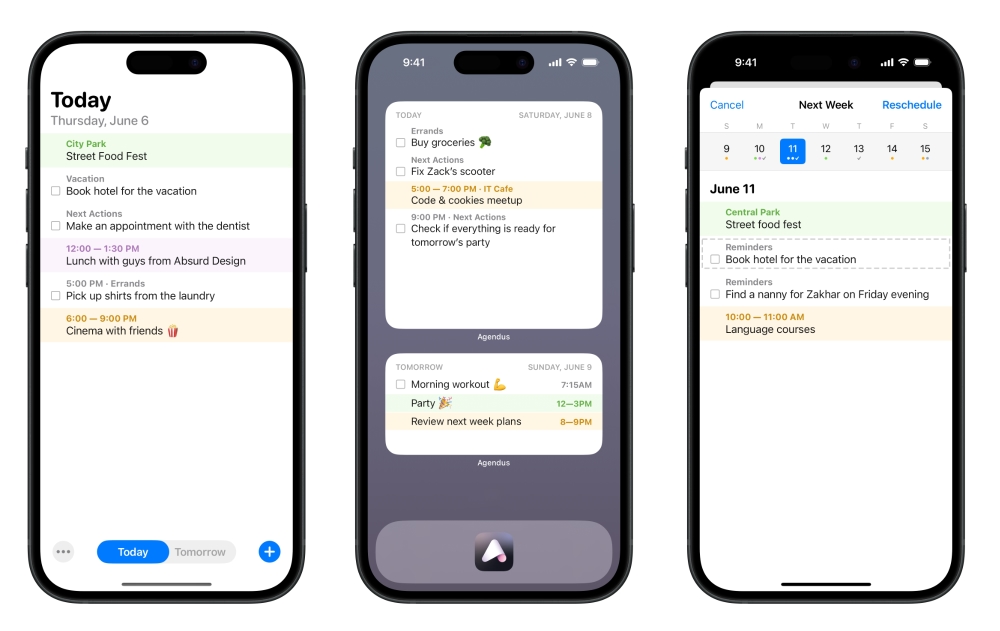 Today
Thursday, June 6
City Park
Street Food Fest
Vacation
Book hotel for the vacation
Next Actions
Make an appointment with the dentist
12:00 — 1:30 PM
Lunch with guys from Absurd Design
5:00 PM · Errands
Pick up shirts from the laundry
6:00 — 9:00 PM
Cinema with friends 🍿
Today Tomorrow
9:41
TODAY SATURDAY, JUNE 8
Errands
Buy groceries 🥦
Next Actions
Fix Zack’s scooter
5:00 — 7:00 PM · IT Cafe
Code & cookies meetup
9:00 PM · Next Actions
Check if everything is ready for
tomorrow’s party
Agendus
TOMORROW SUNDAY, JUNE 9
Morning workout 💪 7:15AM
Party 🎉 12—3PM
Review next week plans 8—9PM
Agendus
9:41
Cancel Next Week Reschedule
S M T W T F S
9 10 11 12 13 14 15
June 11
Central Park
Street food fest
Reminders
Book hotel for the vacation
Reminders
Find a nanny for Zakhar on Friday evening
10:00 — 11:00 AM
Language courses